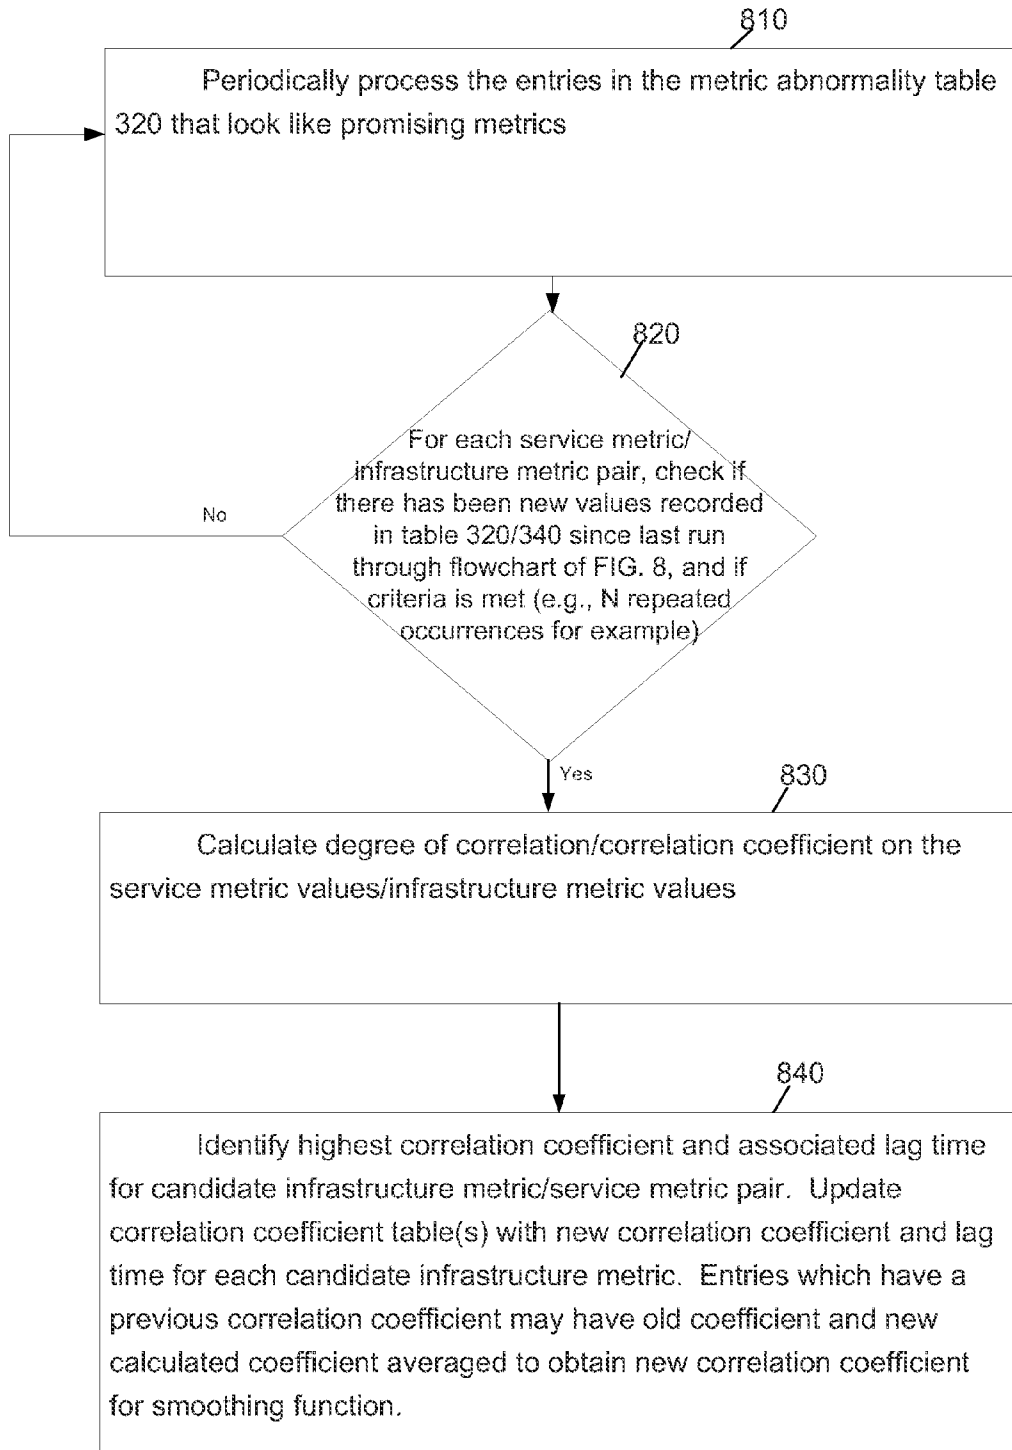 810
Periodically process the entries in the metric abnormality table
320 that look like promising metrics
820
For each service metric/
infrastructure metric pair, check if
there has been new values recorded
in table 320/340 since last run
through flowchart of FIG. 8, and if
criteria is met (e.g., N repeated
occurrences for example)
No
Yes
830
Calculate degree of correlation/correlation coefficient on the
service metric values/infrastructure metric values
840
Identify highest correlation coefficient and associated lag time
for candidate infrastructure metric/service metric pair. Update
correlation coefficient table(s) with new correlation coefficient and lag
time for each candidate infrastructure metric. Entries which have a
previous correlation coefficient may have old coefficient and new
calculated coefficient averaged to obtain new correlation coefficient
for smoothing function.